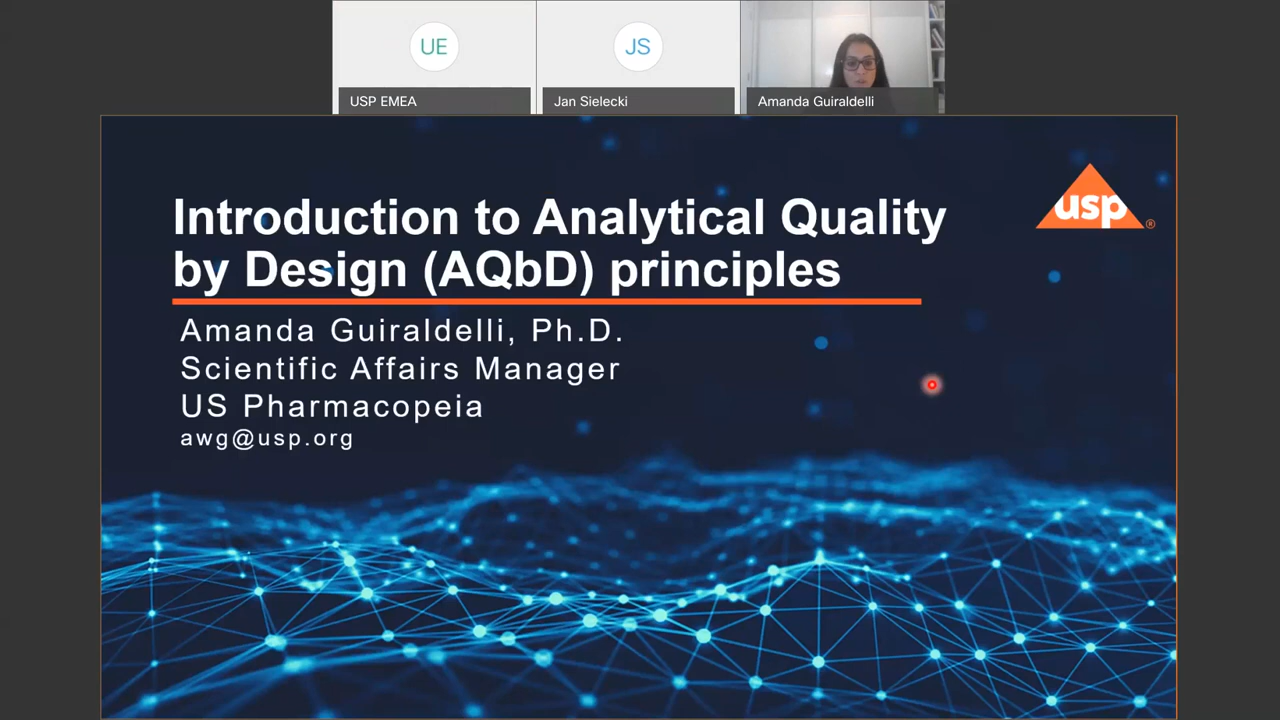 UE
JS
USP EMEA
Jan Sielecki
Amanda Guiraldelli
usp®
Introduction to Analytical Quality
by Design (AQbD) principles
Amanda Guiraldelli, Ph.D.
Scientific Affairs Manager
US Pharmacopeia
awg@usp.org